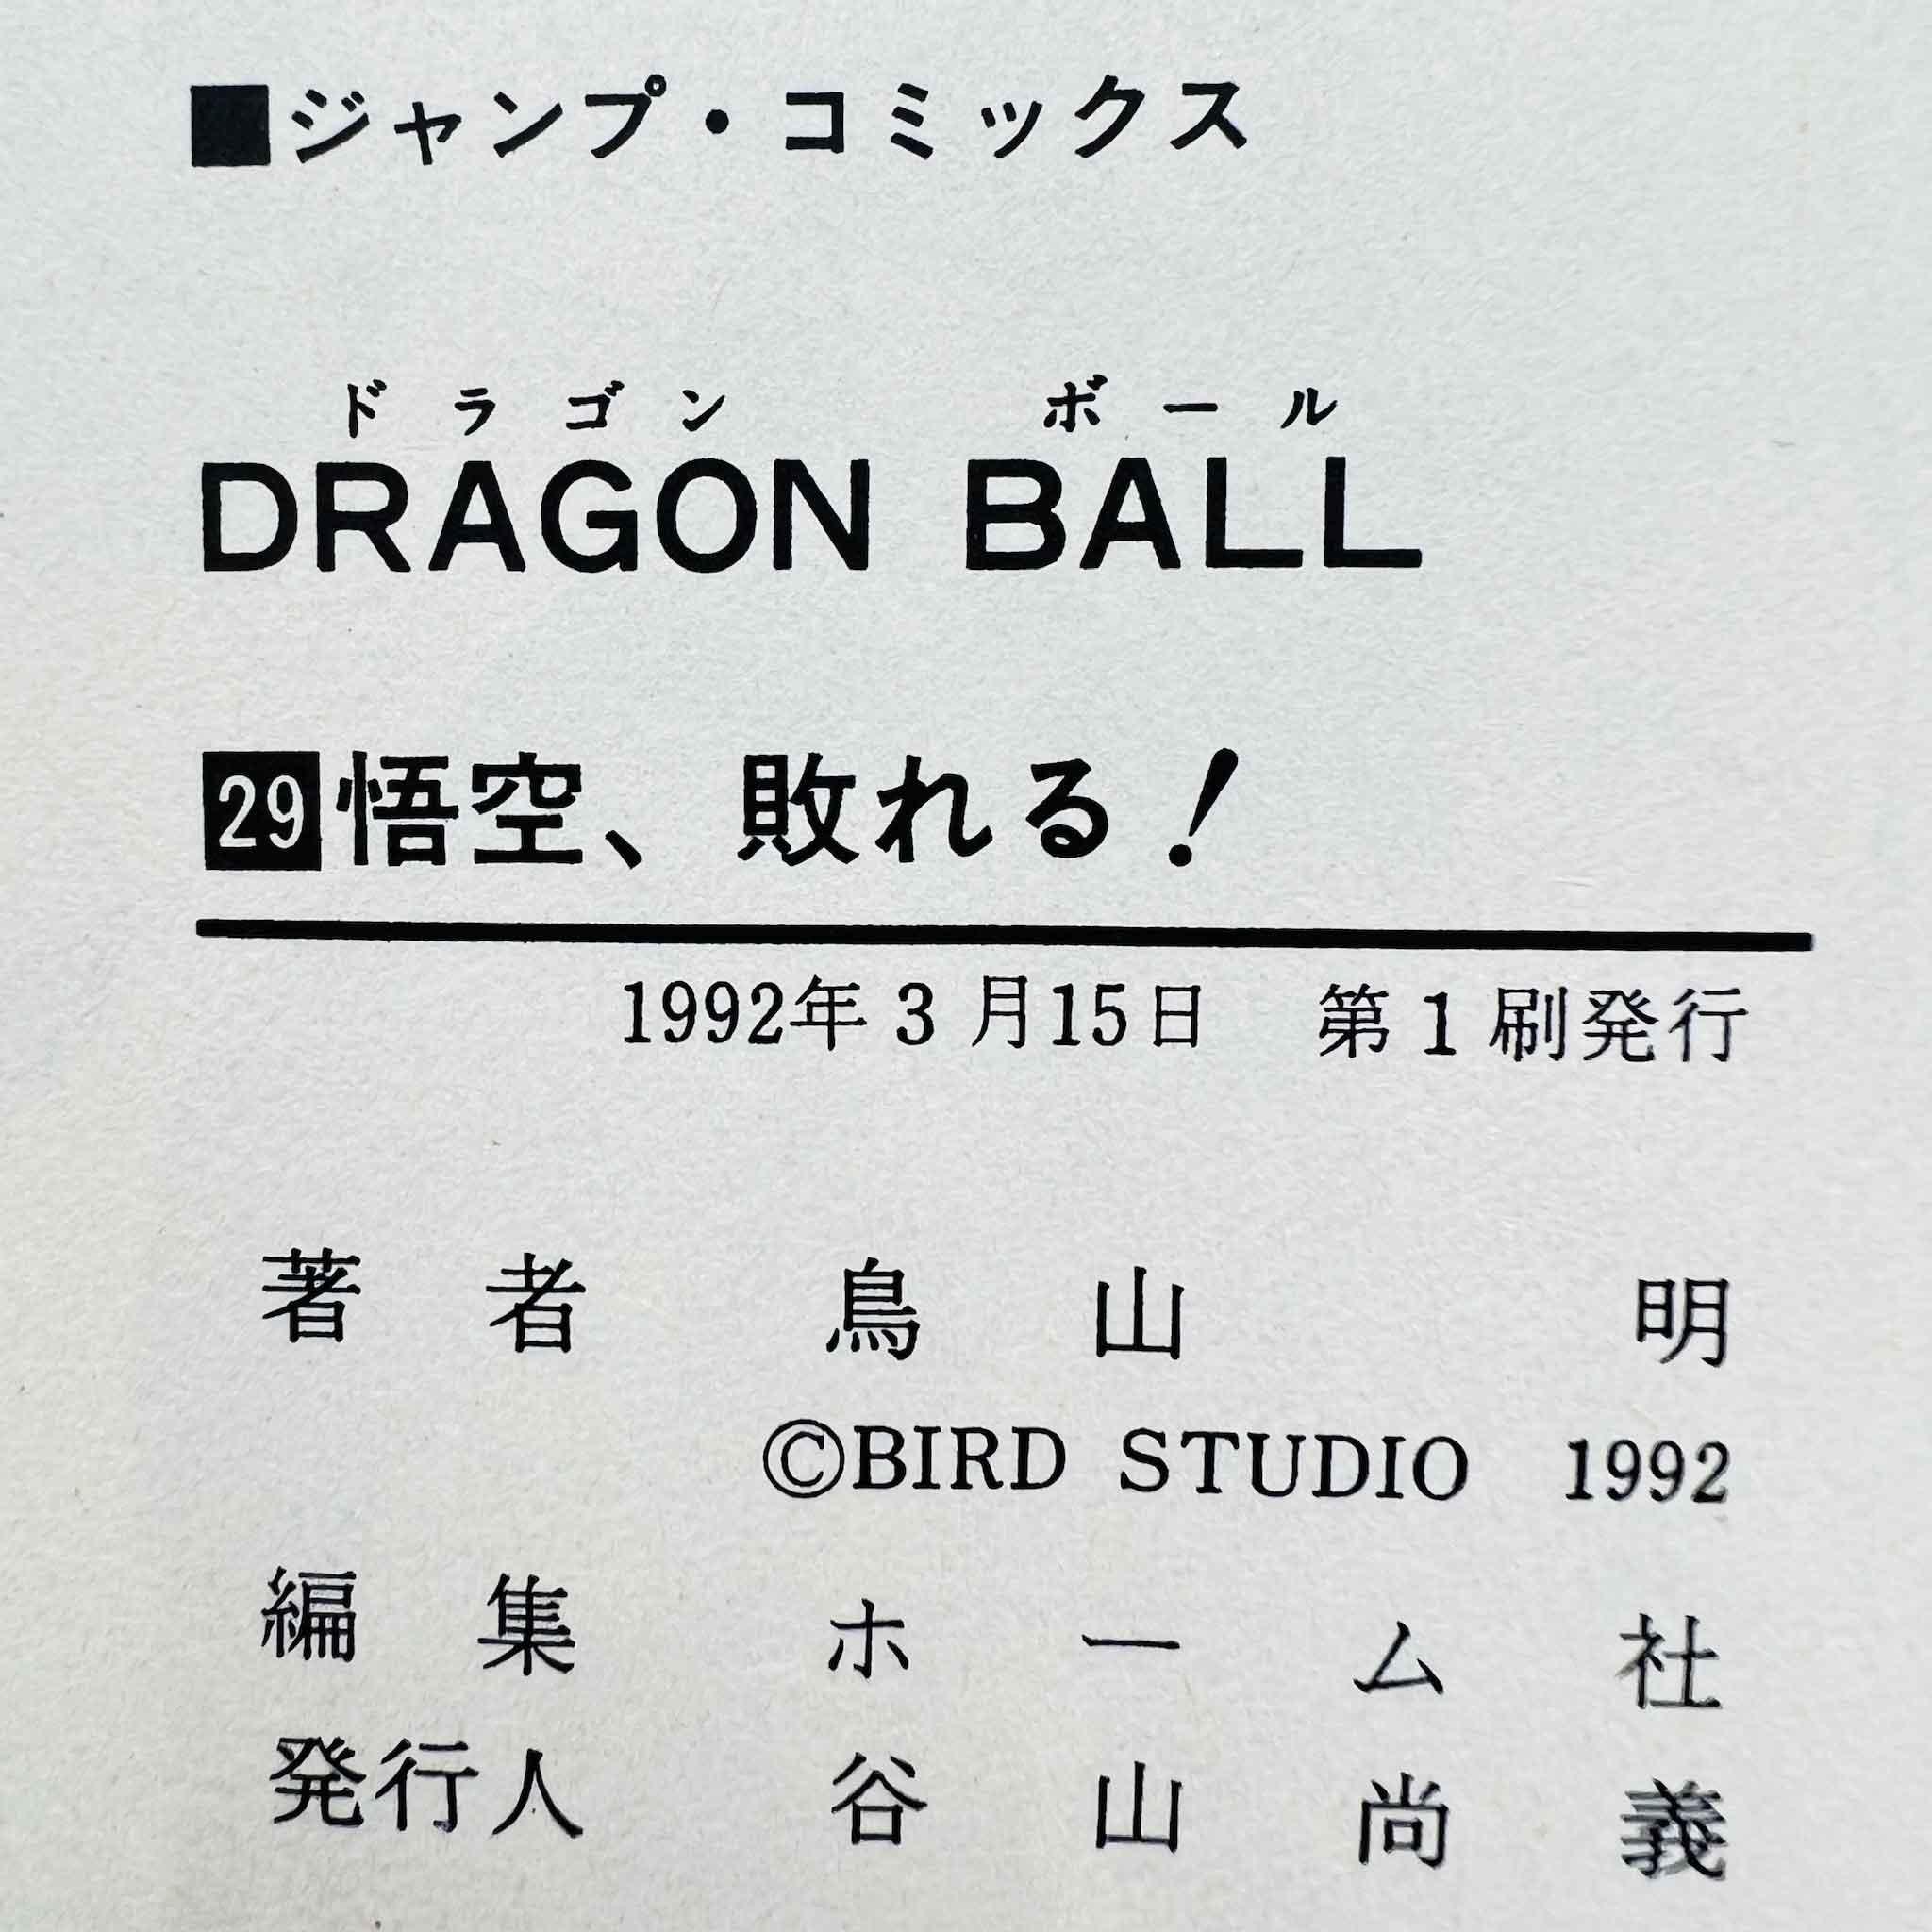 ■ジャンプ・コミックス
ドラゴン ボール
DRAGON BALL
29 悟空、敗れる!
1992年3月15日 第1刷発行
著者 鳥山 明
©BIRD STUDIO 1992
編集 ホーム社
発行人 谷山尚義